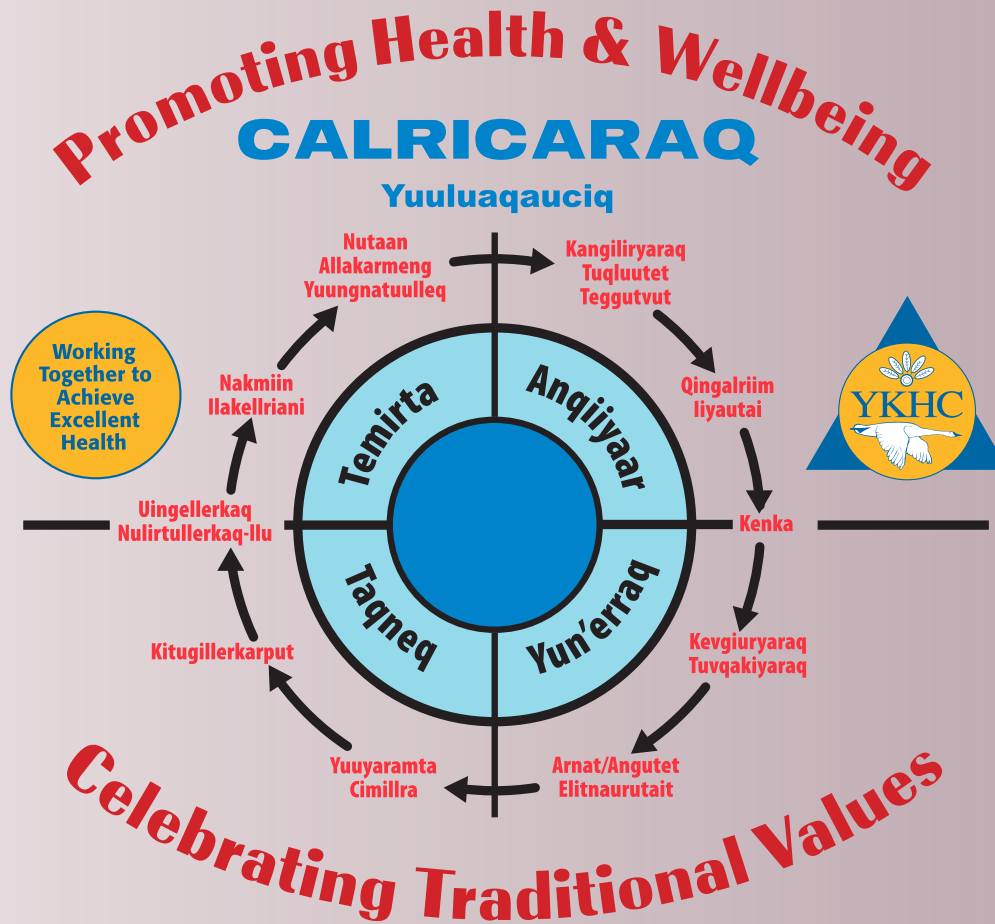 Promoting Health & Wellbeing
CALRICARAQ
Yuuluaqauciq
Nutaan
Allakarmeng
Yuungnatuulleq
Kangiliryaraq
Tuqluutet
Teggutvut
Qingalriim
Iiyautai
Kenka
Kevgiuryaraq
Tuvqakiyaraq
Arnat/Angutet
Elitnaurutait
Yuuyaramta
Cimillra
Kitugillerkarput
Uingellerkaq
Nulirtullerkaq-llu
Nakmiin
Ilakellriani
Temirta
Anqiiyaar
Yun'erraq
Taqneq
Working
Together to
Achieve
Excellent
Health
YKHC
Celebrating Traditional Values